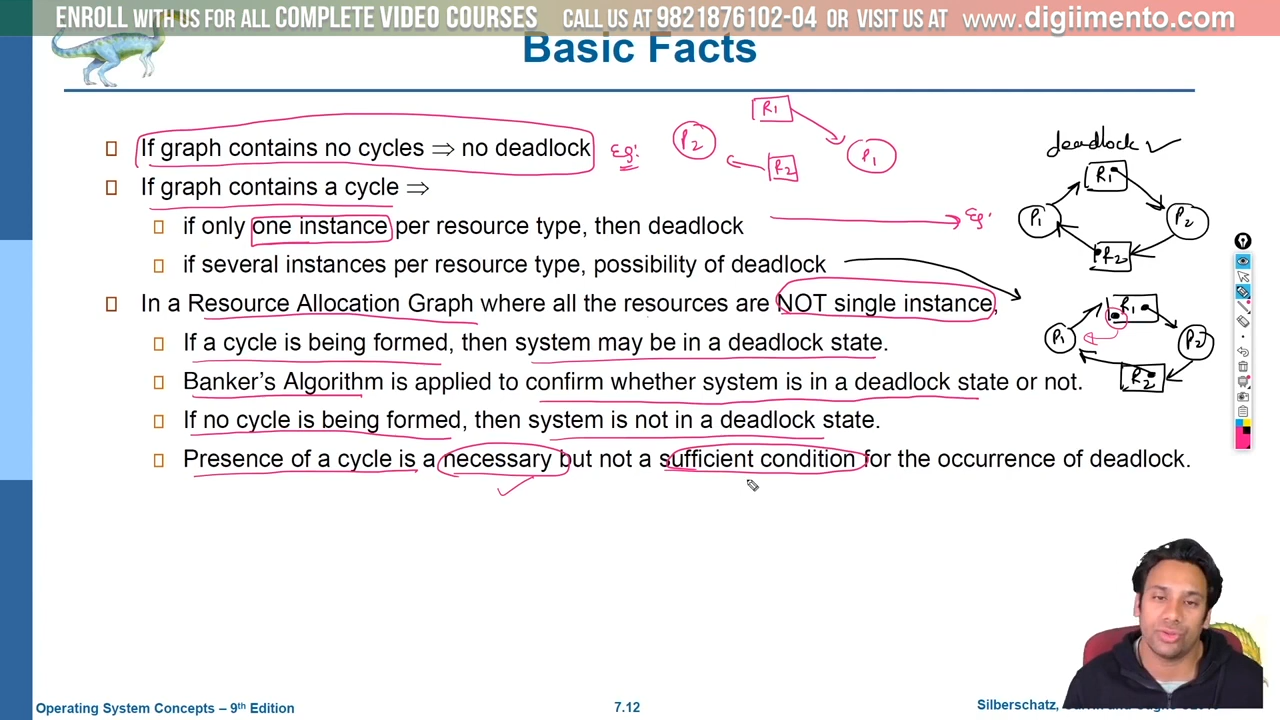 ENROLL WITH US FOR ALL COMPLETE VIDEO COURSES CALL US AT 9821876102-04 OR VISIT US AT www.digiimento.com
Basic Facts
If graph contains no cycles ⇒ no deadlock
Eg:
R1
P2
R2
P1
If graph contains a cycle ⇒
if only one instance per resource type, then deadlock
Eg:
deadlock ✓
R1
P1
P2
R2
if several instances per resource type, possibility of deadlock
In a Resource Allocation Graph where all the resources are NOT single instance,
R1
P1
P2
R2
If a cycle is being formed, then system may be in a deadlock state.
Banker's Algorithm is applied to confirm whether system is in a deadlock state or not.
If no cycle is being formed, then system is not in a deadlock state.
Presence of a cycle is a necessary but not a sufficient condition for the occurrence of deadlock.
Operating System Concepts – 9th Edition
7.12
Silberschatz,